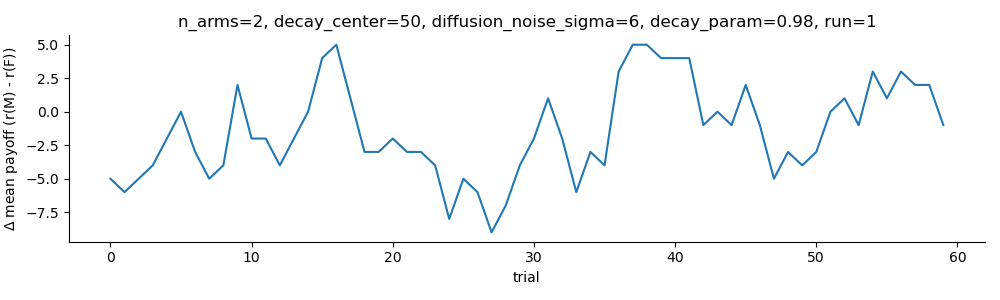 n_arms=2, decay_center=50, diffusion_noise_sigma=6, decay_param=0.98, run=1
Δ mean payoff (r(M) - r(F))
5.0
2.5
0.0
−2.5
−5.0
−7.5
0 10 20 30 40 50 60
trial